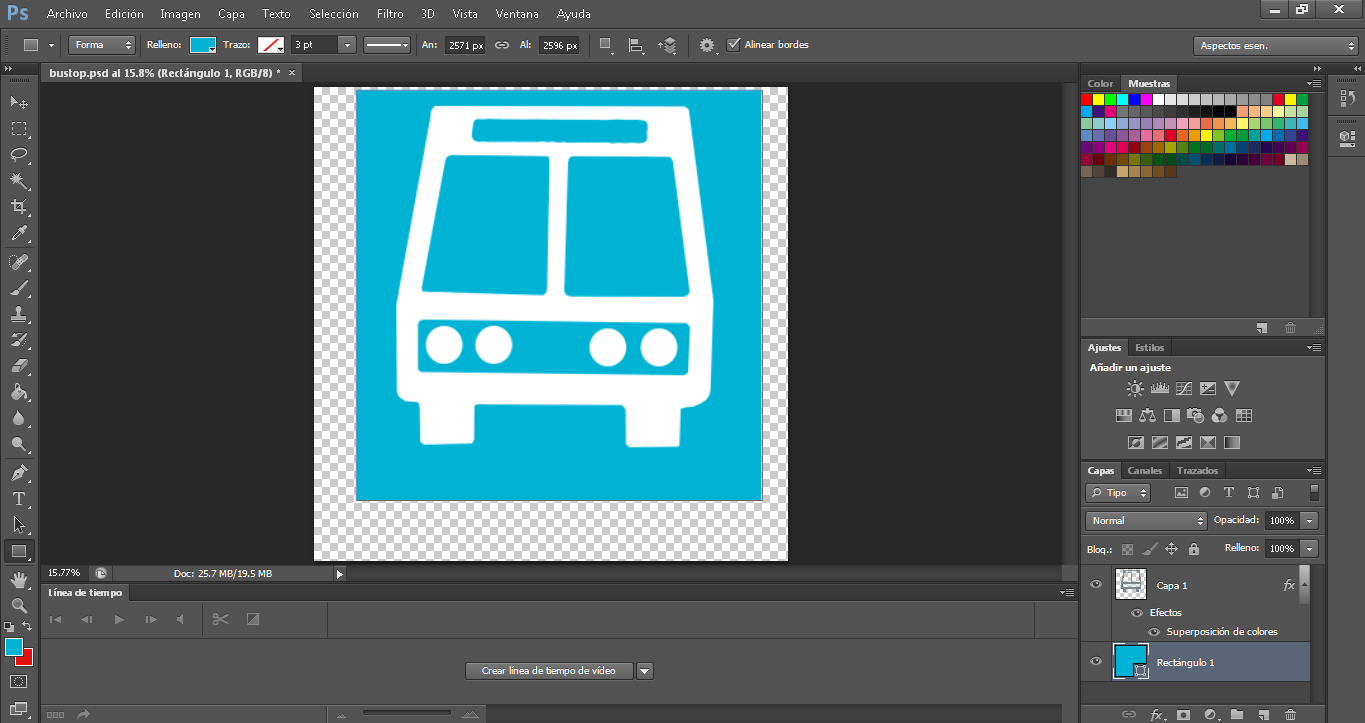 Ps Archivo Edición Imagen Capa Texto Selección Filtro 3D Vista Ventana Ayuda
Forma Relleno: Trazo: 3 pt An: 2571 px Al: 2596 px Alinear bordes Aspectos esen.
bustop.psd al 15.8% (Rectángulo 1, RGB/8) * ×
Color Muestras
Ajustes Estilos
Añadir un ajuste
Capas Canales Trazados
Tipo
Normal Opacidad: 100%
Bloq.: Relleno: 100%
15.77% Doc: 25.7 MB/19.5 MB
Línea de tiempo
Capa 1 fx
Efectos
Superposición de colores
Rectángulo 1
Crear línea de tiempo de vídeo
fx